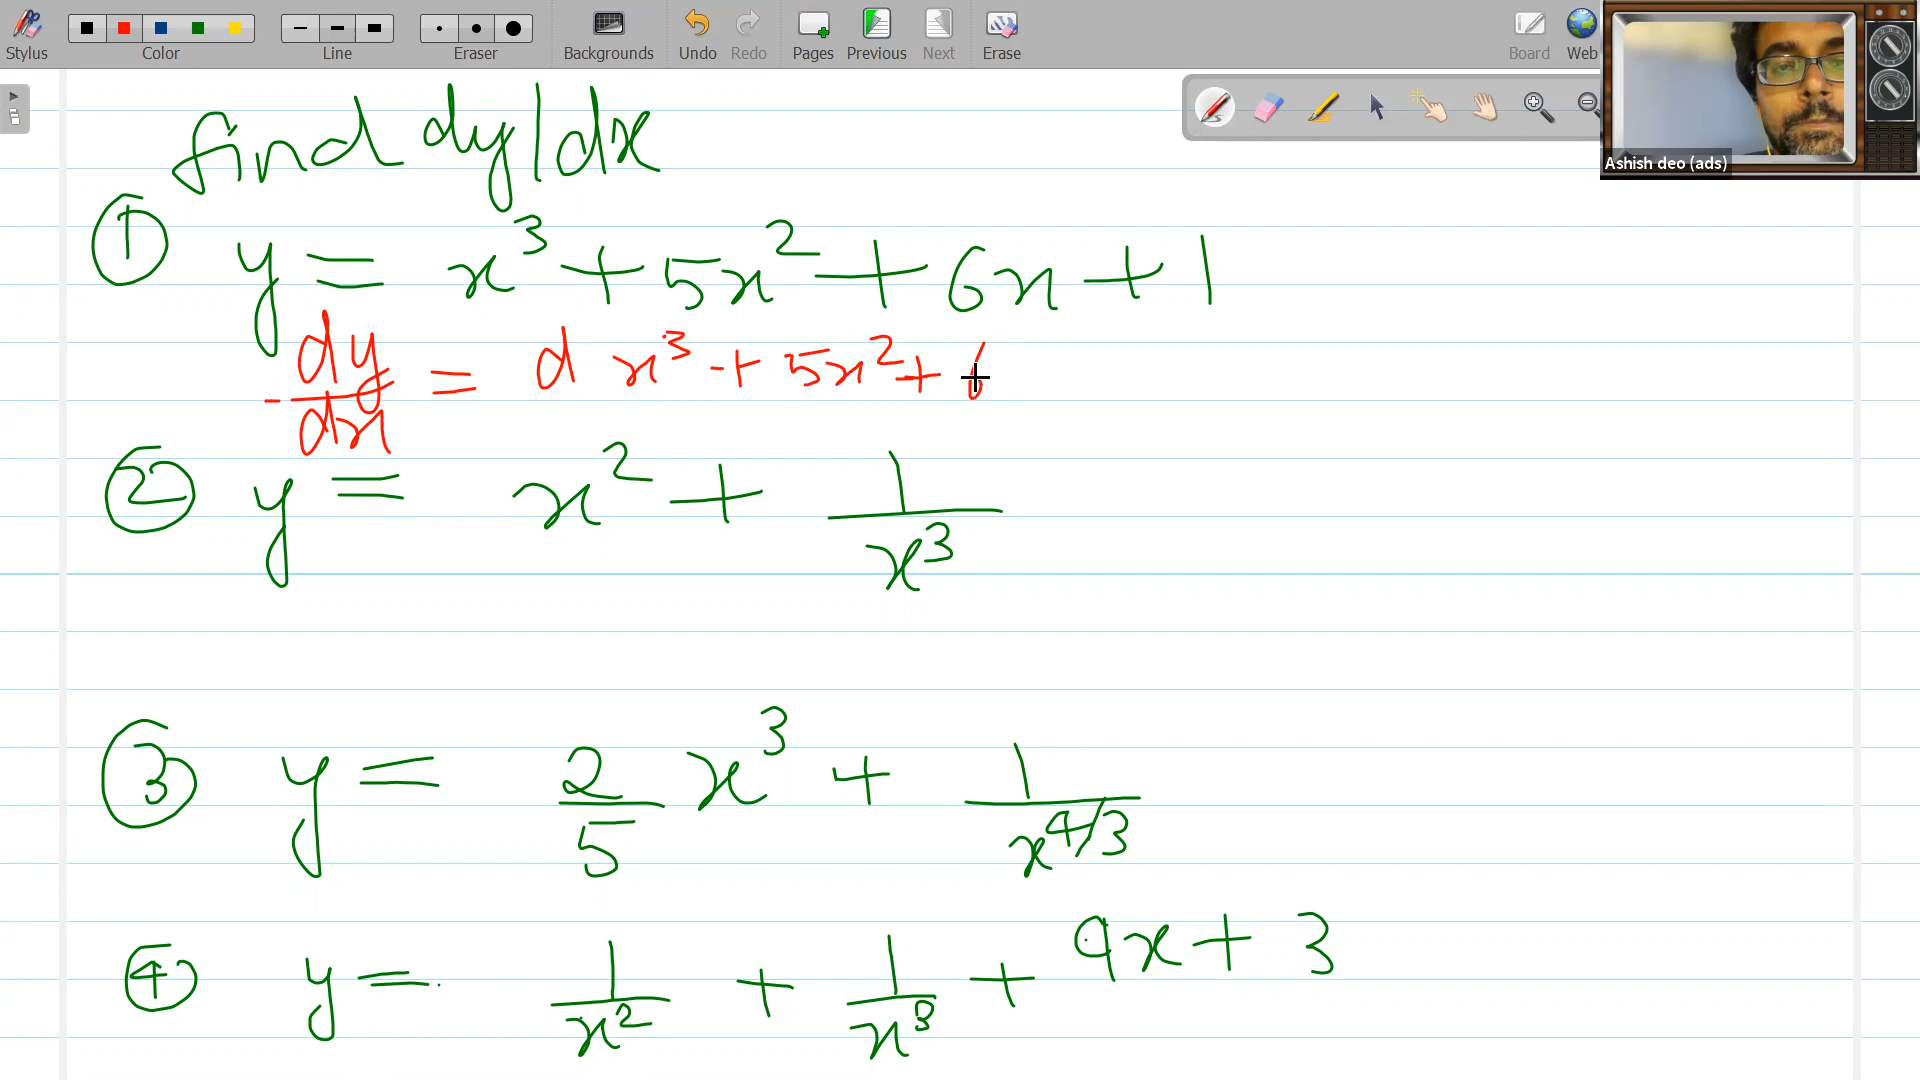 Stylus Color Line Eraser Backgrounds Undo Redo Pages Previous Next Erase Board Web
Ashish deo (ads)
find dy/dx
① y = x³ + 5x² + 6x + 1
dy/dx = d x³ + 5x² + 6
② y = x² + 1/x³
③ y = 2/5 x³ + 1/x^4/3
④ y = 1/x² + 1/x³ + 9x + 3